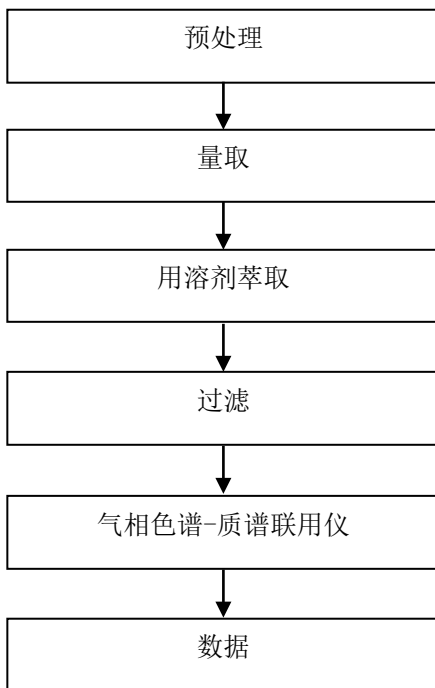 预处理
量取
用溶剂萃取
过滤
气相色谱-质谱联用仪
数据